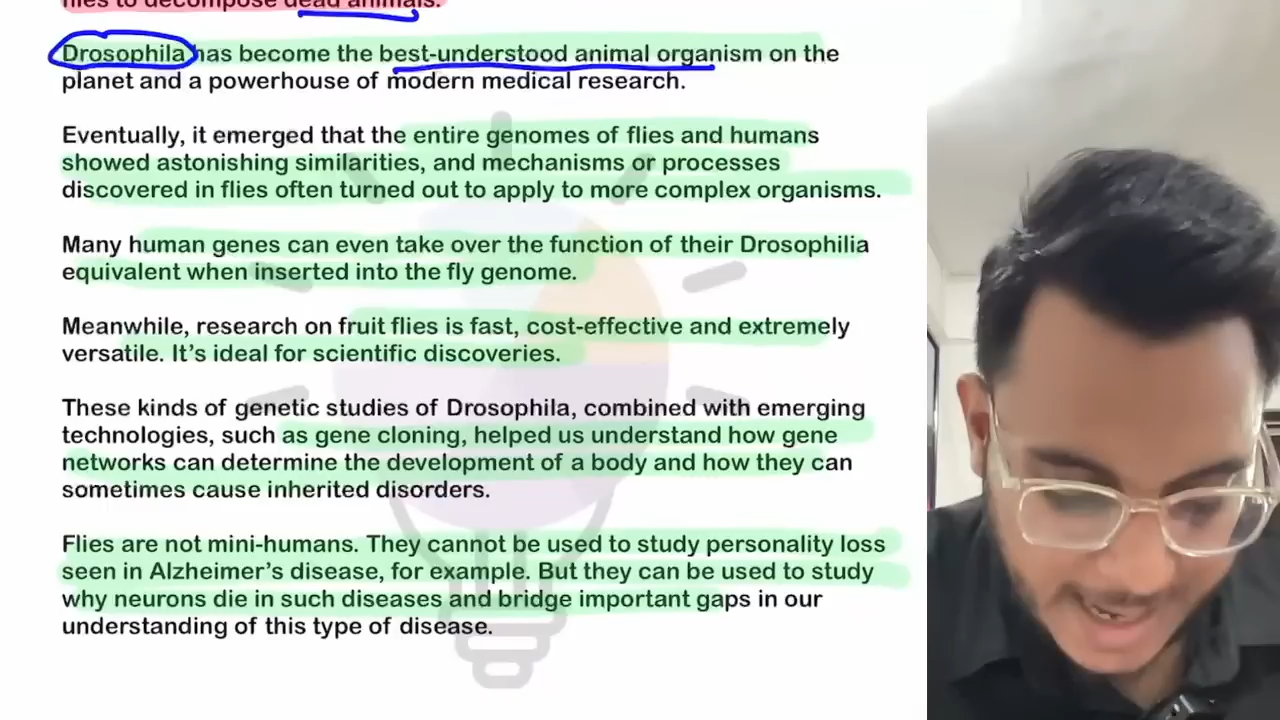 flies to decompose dead animals.
Drosophila has become the best-understood animal organism on the
planet and a powerhouse of modern medical research.
Eventually, it emerged that the entire genomes of flies and humans
showed astonishing similarities, and mechanisms or processes
discovered in flies often turned out to apply to more complex organisms.
Many human genes can even take over the function of their Drosophilia
equivalent when inserted into the fly genome.
Meanwhile, research on fruit flies is fast, cost-effective and extremely
versatile. It's ideal for scientific discoveries.
These kinds of genetic studies of Drosophila, combined with emerging
technologies, such as gene cloning, helped us understand how gene
networks can determine the development of a body and how they can
sometimes cause inherited disorders.
Flies are not mini-humans. They cannot be used to study personality loss
seen in Alzheimer's disease, for example. But they can be used to study
why neurons die in such diseases and bridge important gaps in our
understanding of this type of disease.